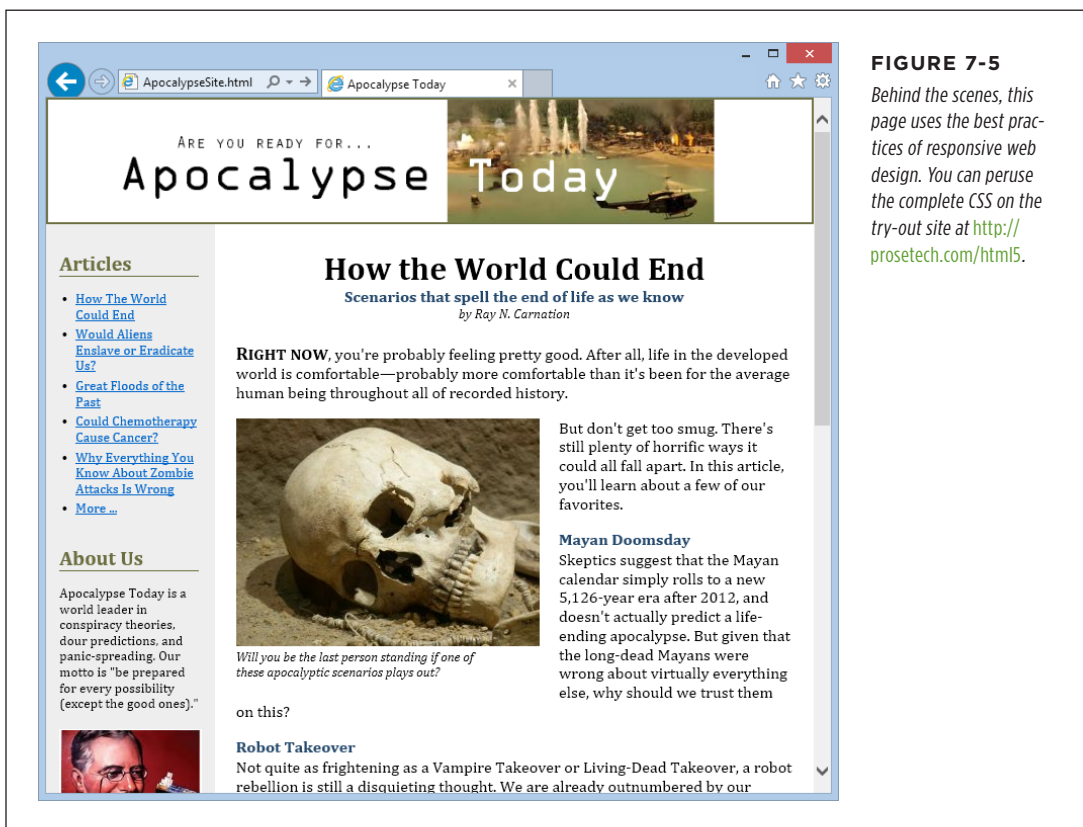 ApocalypseSite.html
Apocalypse Today
ARE YOU READY FOR...
Apocalypse Today
Articles
• How The World
Could End
• Would Aliens
Enslave or Eradicate
Us?
• Great Floods of the
Past
• Could Chemotherapy
Cause Cancer?
• Why Everything You
Know About Zombie
Attacks Is Wrong
• More ...
About Us
Apocalypse Today is a
world leader in
conspiracy theories,
dour predictions, and
panic-spreading. Our
motto is "be prepared
for every possibility
(except the good ones)."
How the World Could End
Scenarios that spell the end of life as we know
by Ray N. Carnation
RIGHT NOW, you're probably feeling pretty good. After all, life in the developed
world is comfortable—probably more comfortable than it's been for the average
human being throughout all of recorded history.
But don't get too smug. There's
still plenty of horrific ways it
could all fall apart. In this article,
you'll learn about a few of our
favorites.
Will you be the last person standing if one of
these apocalyptic scenarios plays out?
Mayan Doomsday
Skeptics suggest that the Mayan
calendar simply rolls to a new
5,126-year era after 2012, and
doesn't actually predict a life-
ending apocalypse. But given that
the long-dead Mayans were
wrong about virtually everything
else, why should we trust them
on this?
Robot Takeover
Not quite as frightening as a Vampire Takeover or Living-Dead Takeover, a robot
rebellion is still a disquieting thought. We are already outnumbered by our
FIGURE 7-5
Behind the scenes, this
page uses the best prac-
tices of responsive web
design. You can peruse
the complete CSS on the
try-out site at http://
prosetech.com/html5.